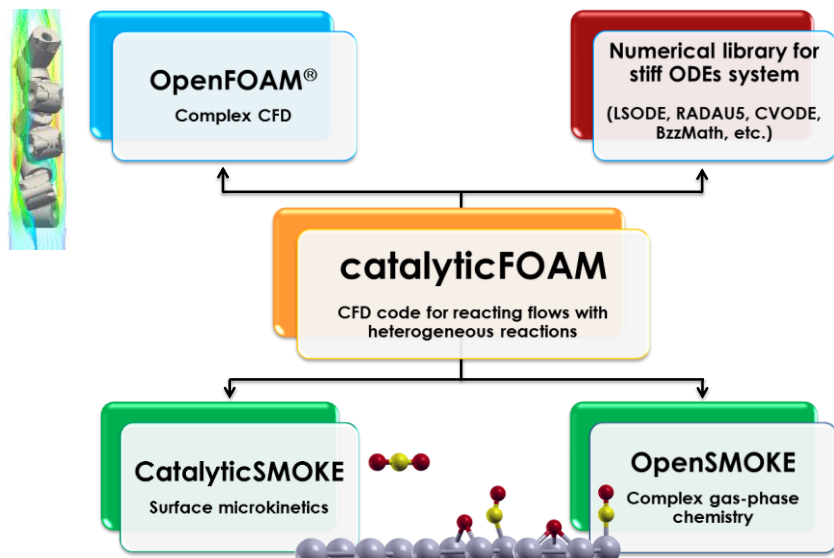 OpenFOAM®
Complex CFD
Numerical library for
stiff ODEs system
(LSODE, RADAU5, CVODE,
BzzMath, etc.)
catalyticFOAM
CFD code for reacting flows with
heterogeneous reactions
CatalyticSMOKE
Surface microkinetics
OpenSMOKE
Complex gas-phase
chemistry